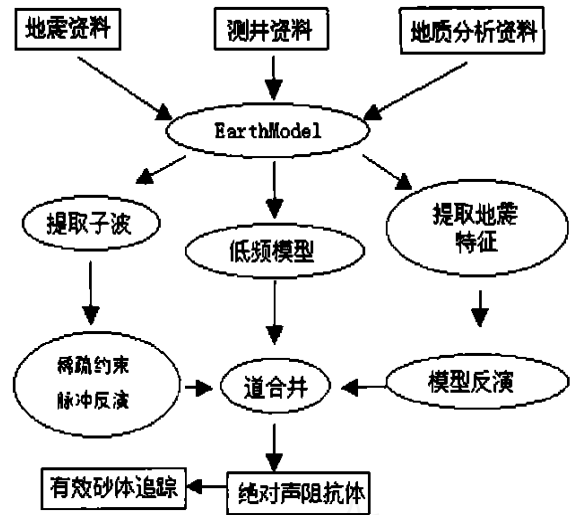 地震资料
测井资料
地质分析资料
EarthModel
提取子波
低频模型
提取地震
特征
稀疏约束
脉冲反演
道合并
模型反演
有效砂体追踪
绝对声阻抗体